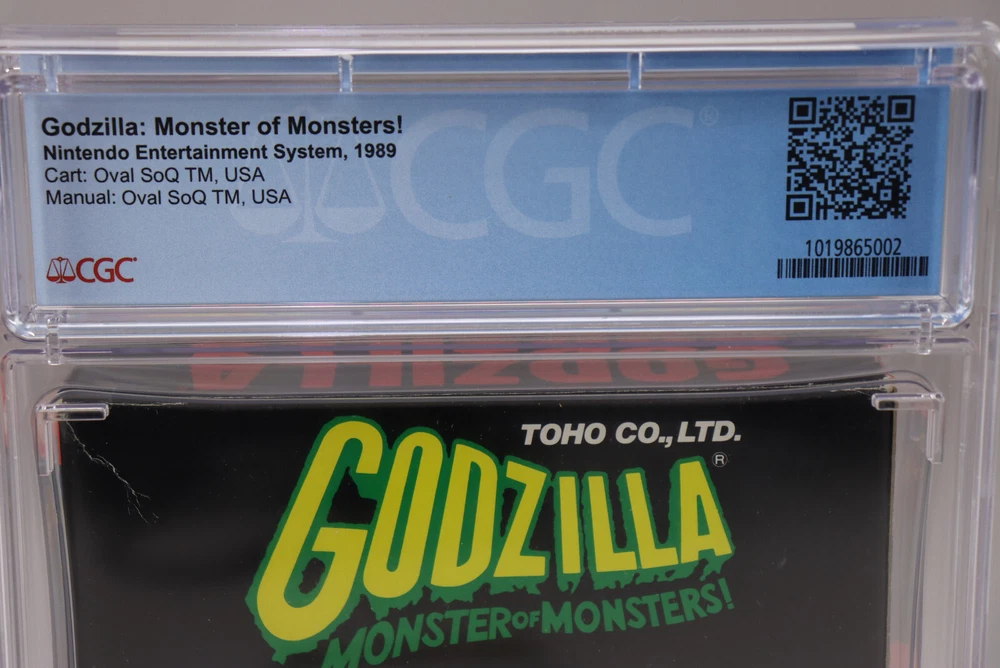 Godzilla: Monster of Monsters!
Nintendo Entertainment System, 1989
Cart: Oval SoQ TM, USA
Manual: Oval SoQ TM, USA
CGC®
CGC
1019865002
GODZILLA
TOHO CO., LTD.
GODZILLA®
MONSTER OF MONSTERS!